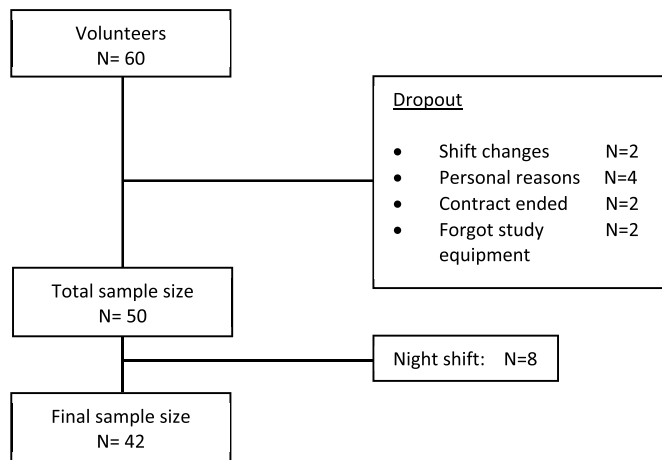 Volunteers
N= 60
Dropout
• Shift changes N=2
• Personal reasons N=4
• Contract ended N=2
• Forgot study N=2
equipment
Total sample size
N= 50
Night shift: N=8
Final sample size
N= 42